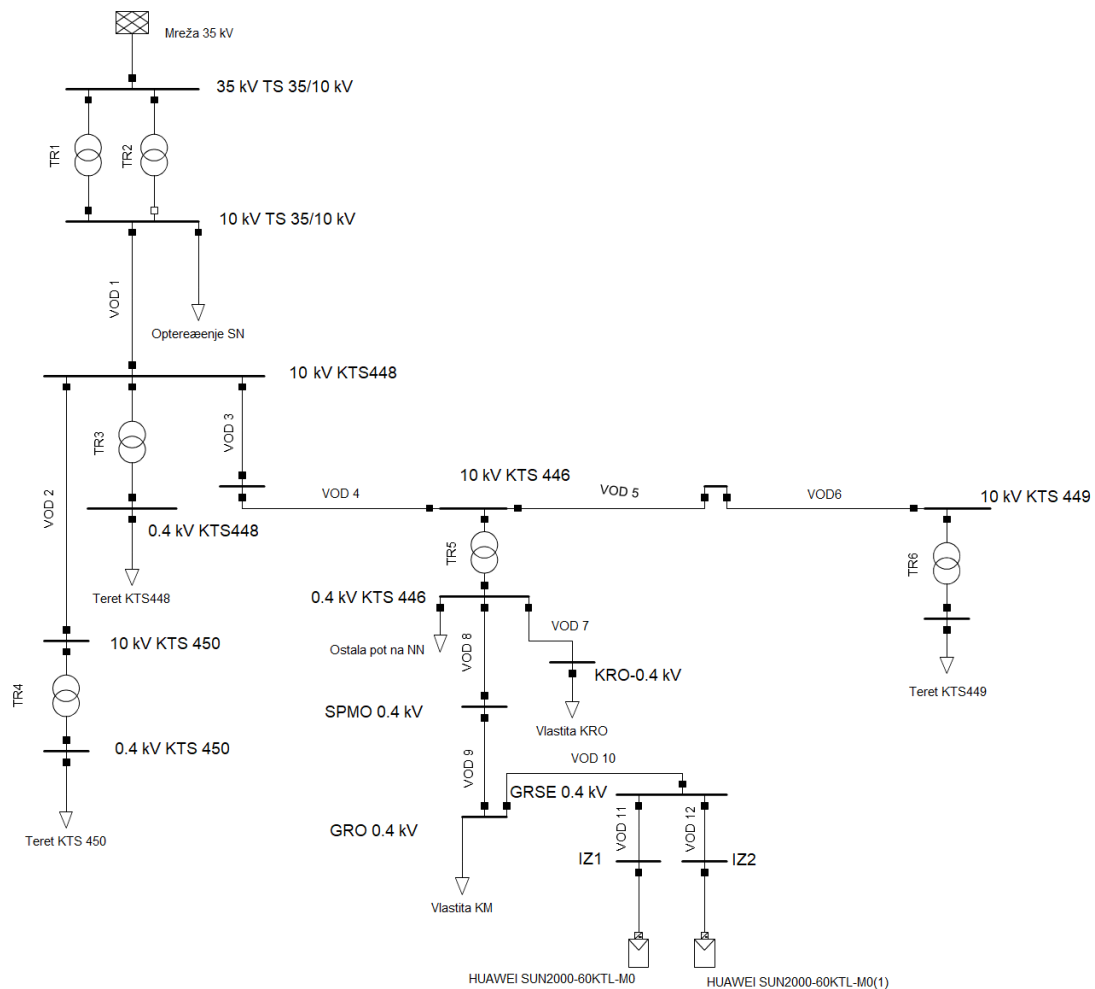 Mreža 35 kV
35 kV TS 35/10 kV
TR1
TR2
10 kV TS 35/10 kV
VOD 1
Optereæenje SN
10 kV KTS448
VOD 2
TR3
VOD 3
10 kV KTS 446
VOD 4
VOD 5
VOD6
10 kV KTS 449
0.4 kV KTS448
TR5
TR6
Teret KTS448
0.4 kV KTS 446
VOD 7
VOD 8
Ostala pot na NN
10 kV KTS 450
KRO-0.4 kV
TR4
Teret KTS449
SPMO 0.4 kV
Vlastita KRO
0.4 kV KTS 450
VOD 9
VOD 10
GRSE 0.4 kV
VOD 11
VOD 12
GRO 0.4 kV
Teret KTS 450
IZ1
IZ2
Vlastita KM
HUAWEI SUN2000-60KTL-M0
HUAWEI SUN2000-60KTL-M0(1)